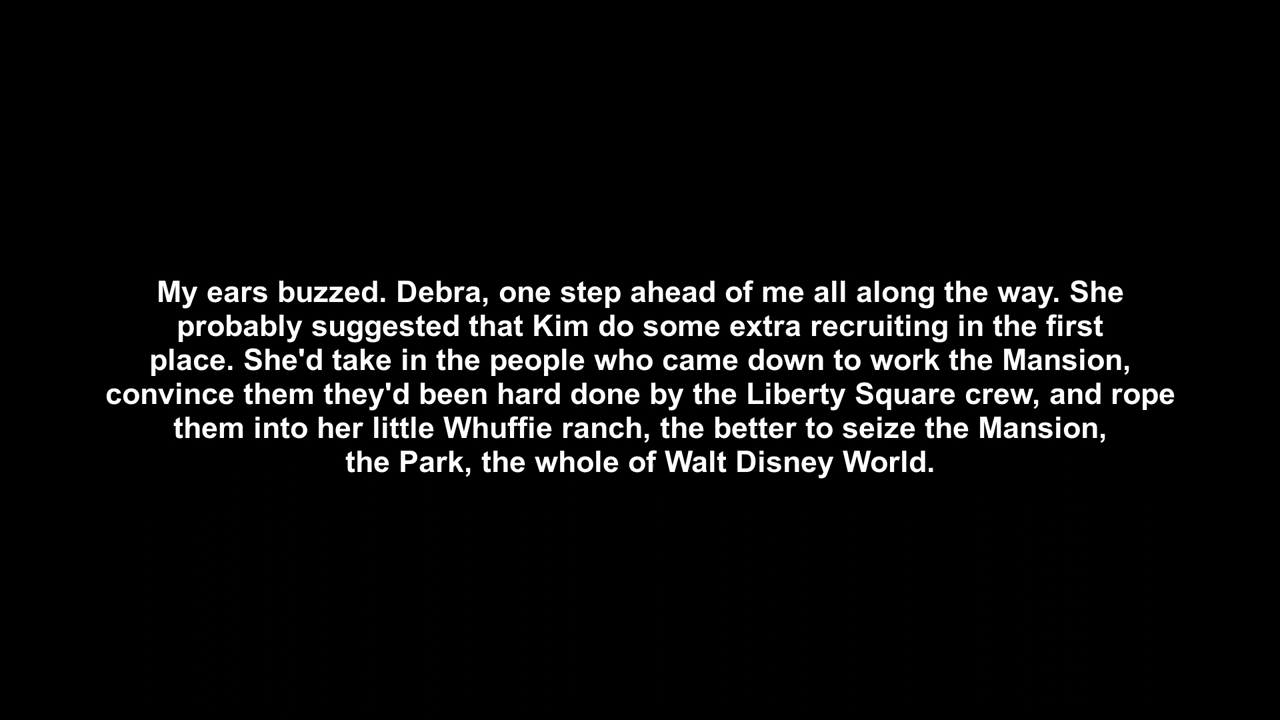 My ears buzzed. Debra, one step ahead of me all along the way. She
probably suggested that Kim do some extra recruiting in the first
place. She'd take in the people who came down to work the Mansion,
convince them they'd been hard done by the Liberty Square crew, and rope
them into her little Whuffie ranch, the better to seize the Mansion,
the Park, the whole of Walt Disney World.